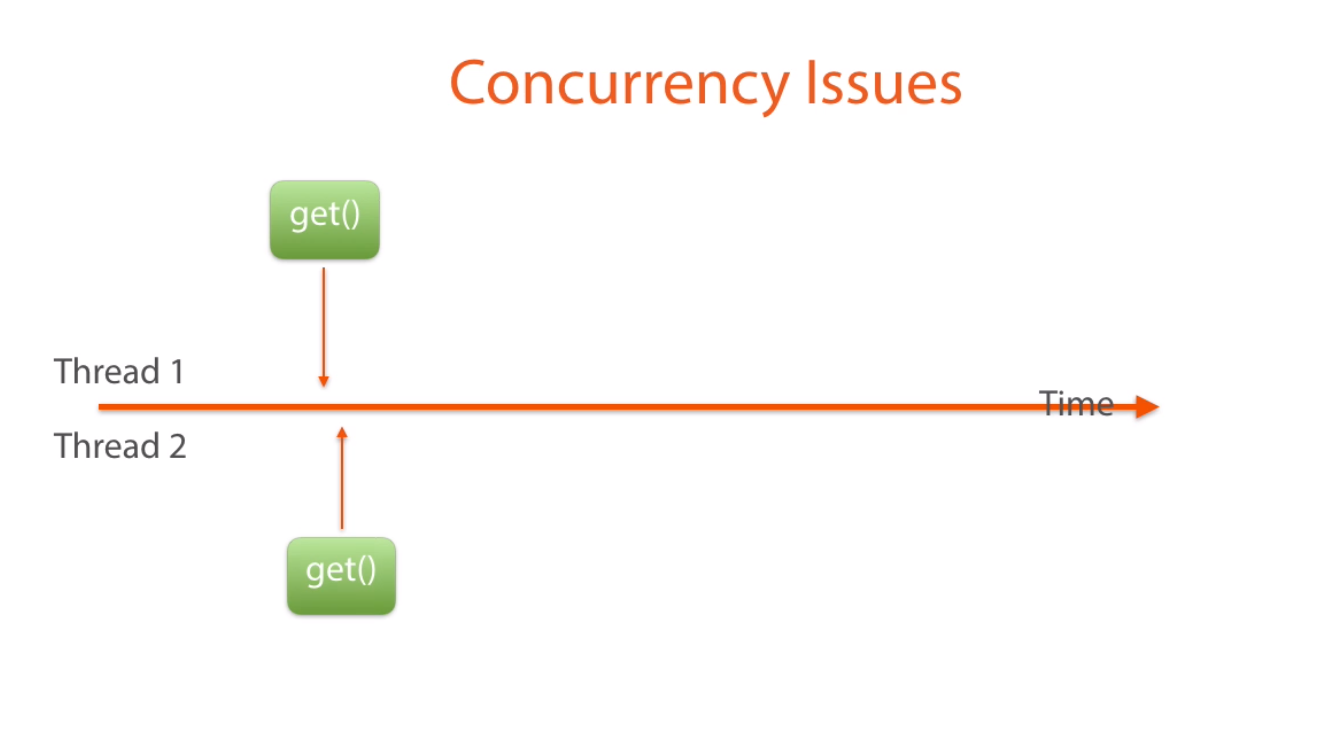 Concurrency Issues
get()
Thread 1
Time
Thread 2
get()